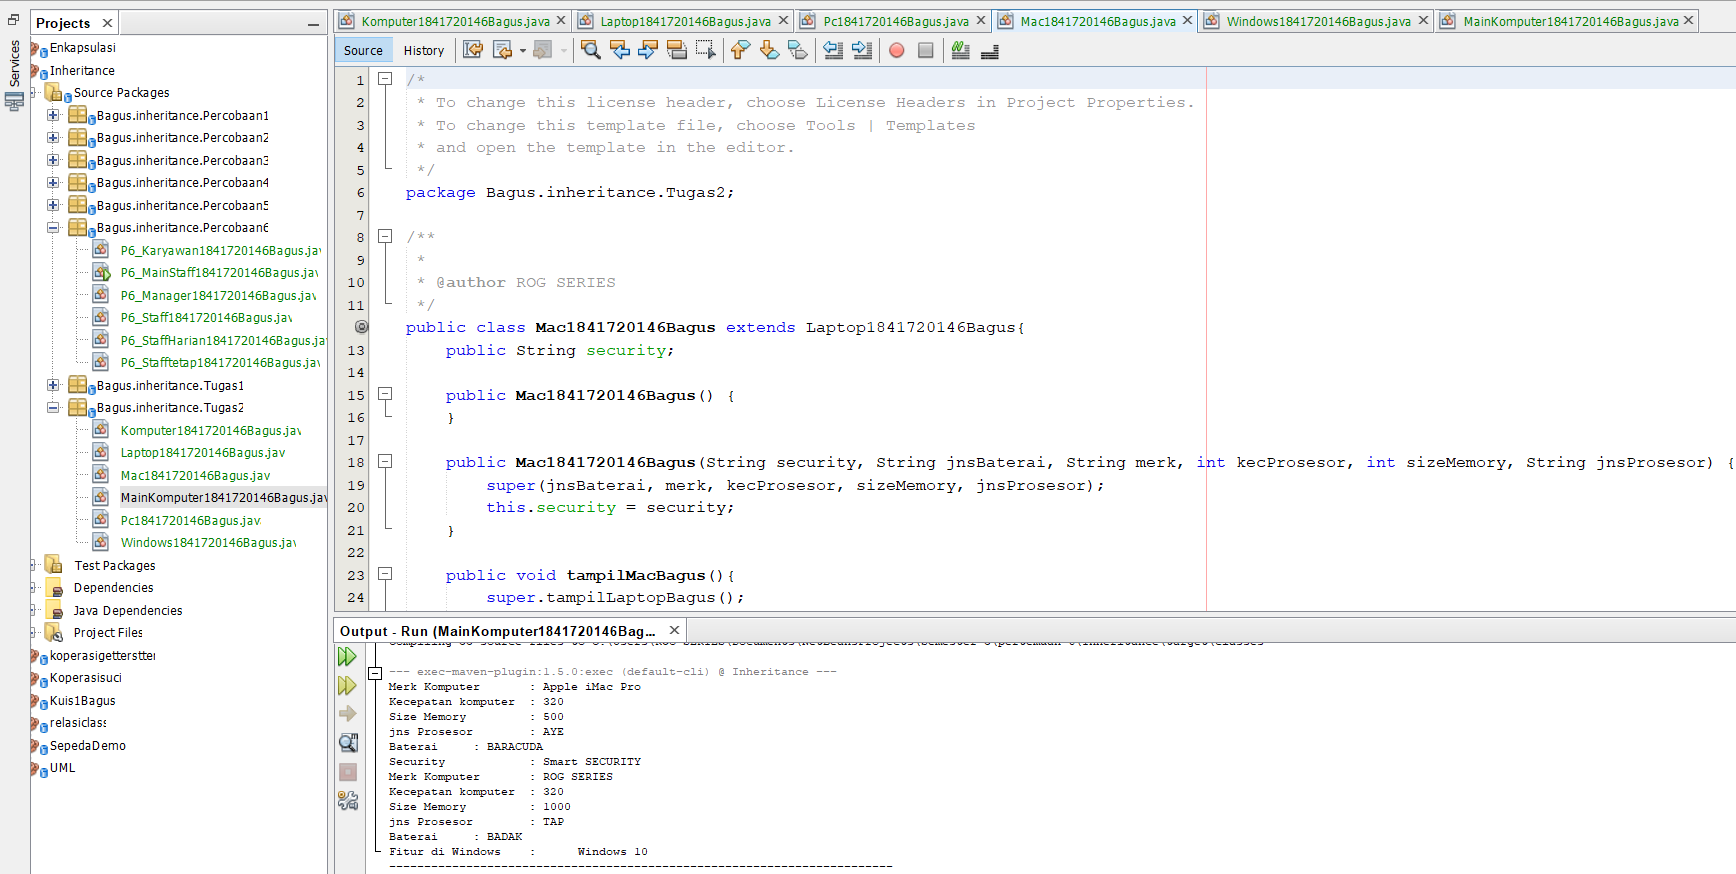 Services
Projects
Enkapsulasi
Inheritance
Source Packages
Bagus.inheritance.Percobaan1
Bagus.inheritance.Percobaan2
Bagus.inheritance.Percobaan3
Bagus.inheritance.Percobaan4
Bagus.inheritance.Percobaan5
Bagus.inheritance.Percobaan6
P6_Karyawan1841720146Bagus.jav
P6_MainStaff1841720146Bagus.jav
P6_Manager1841720146Bagus.jav
P6_Staff1841720146Bagus.jav
P6_StaffHarian1841720146Bagus.jav
P6_Stafftetap1841720146Bagus.jav
Bagus.inheritance.Tugas1
Bagus.inheritance.Tugas2
Komputer1841720146Bagus.jav
Laptop1841720146Bagus.jav
Mac1841720146Bagus.jav
MainKomputer1841720146Bagus.jav
Pc1841720146Bagus.jav
Windows1841720146Bagus.jav
Test Packages
Dependencies
Java Dependencies
Project Files
koperasigetterstter
Koperasisuci
Kuis1Bagus
relasiclass
SepedaDemo
UML
Komputer1841720146Bagus.java Laptop1841720146Bagus.java Pc1841720146Bagus.java Mac1841720146Bagus.java Windows1841720146Bagus.java MainKomputer1841720146Bagus.java
Source History
1 /*
2 * To change this license header, choose License Headers in Project Properties.
3 * To change this template file, choose Tools | Templates
4 * and open the template in the editor.
5 */
6 package Bagus.inheritance.Tugas2;
7
8 /**
9 *
10 * @author ROG SERIES
11 */
public class Mac1841720146Bagus extends Laptop1841720146Bagus{
13 public String security;
14
15 public Mac1841720146Bagus() {
16 }
17
18 public Mac1841720146Bagus(String security, String jnsBaterai, String merk, int kecProsesor, int sizeMemory, String jnsProsesor) {
19 super(jnsBaterai, merk, kecProsesor, sizeMemory, jnsProsesor);
20 this.security = security;
21 }
22
23 public void tampilMacBagus(){
24 super.tampilLaptopBagus();
Output - Run (MainKomputer1841720146Bag...
--- exec-maven-plugin:1.5.0:exec (default-cli) @ Inheritance ---
Merk Komputer : Apple iMac Pro
Kecepatan komputer : 320
Size Memory : 500
jns Prosesor : AYE
Baterai : BARACUDA
Security : Smart SECURITY
Merk Komputer : ROG SERIES
Kecepatan komputer : 320
Size Memory : 1000
jns Prosesor : TAP
Baterai : BADAK
Fitur di Windows : Windows 10
------------------------------------------------------------------------